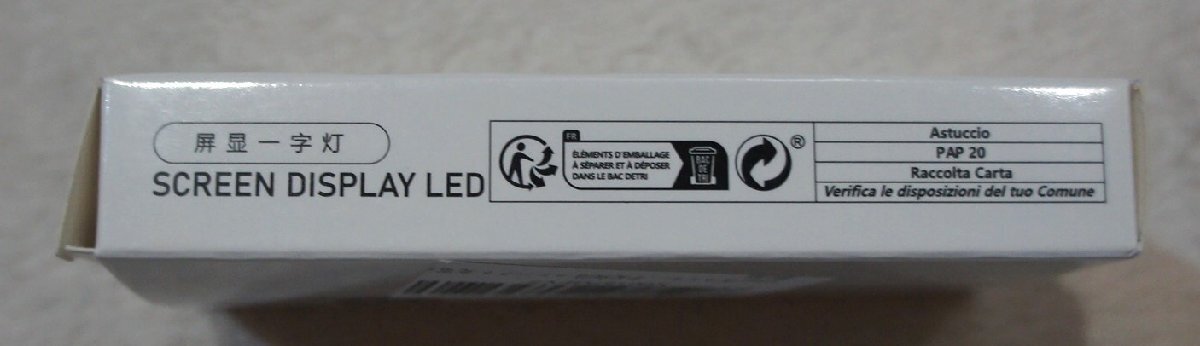 屏显一字灯
SCREEN DISPLAY LED
FR
ÉLÉMENTS D'EMBALLAGE
À SÉPARER ET À DÉPOSER
DANS LE BAC DETRI
BAC
DE
TRI
®
Astuccio
PAP 20
Raccolta Carta
Verifica le disposizioni del tuo Comune